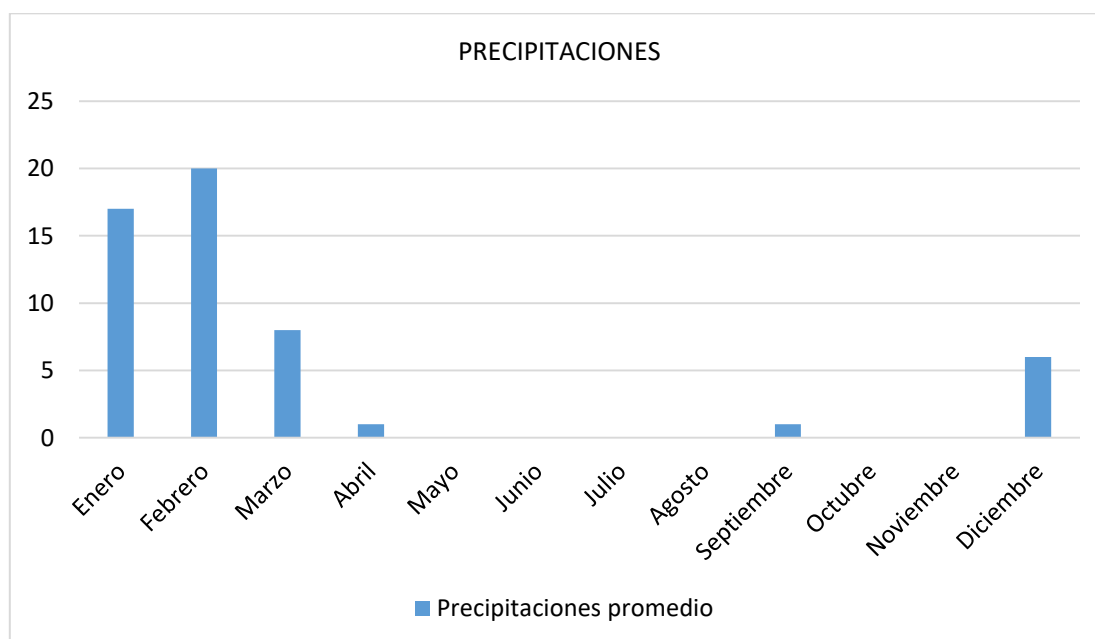 PRECIPITACIONES
25
20
15
10
5
0
Enero
Febrero
Marzo
Abril
Mayo
Junio
Julio
Agosto
Septiembre
Octubre
Noviembre
Diciembre
Precipitaciones promedio